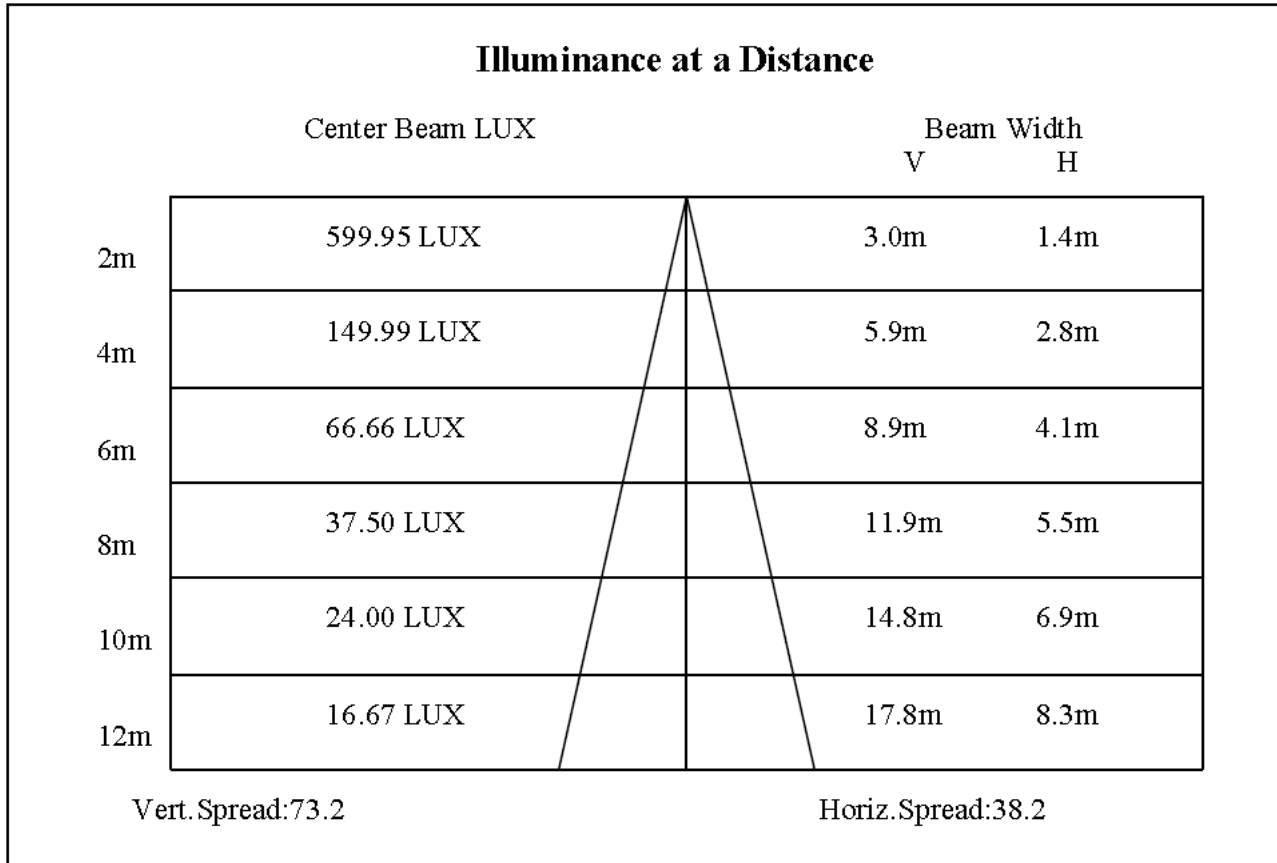 Illuminance at a Distance
Center Beam LUX Beam Width
V H
2m 599.95 LUX 3.0m 1.4m
4m 149.99 LUX 5.9m 2.8m
6m 66.66 LUX 8.9m 4.1m
8m 37.50 LUX 11.9m 5.5m
10m 24.00 LUX 14.8m 6.9m
12m 16.67 LUX 17.8m 8.3m
Vert.Spread:73.2 Horiz.Spread:38.2